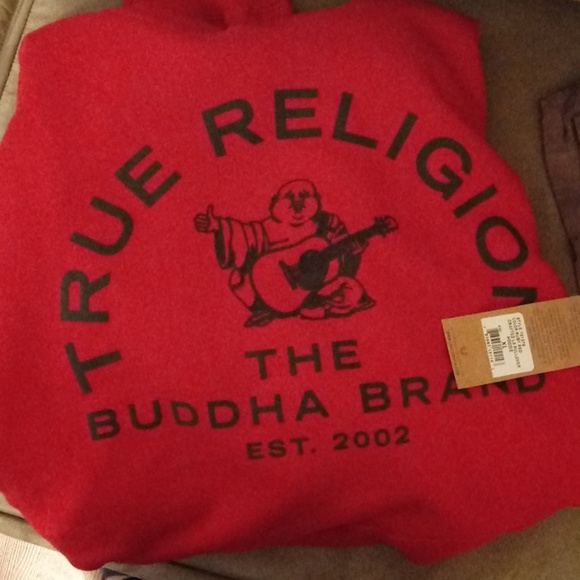 TRUE RELIGION
THE
BUDDHA BRAND
EST. 2002